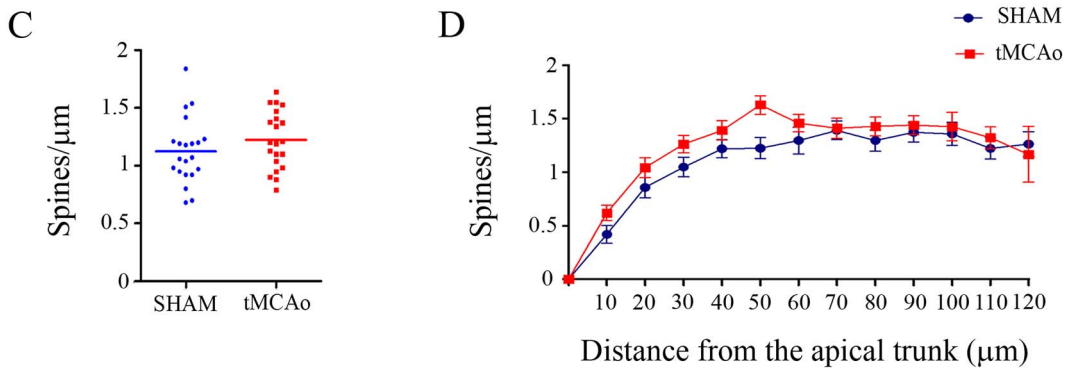 C
Spines/µm
2
1.5
1
0.5
0
SHAM
tMCAo
D
SHAM
tMCAo
Spines/µm
2
1.5
1
0.5
0
10 20 30 40 50 60 70 80 90 100 110 120
Distance from the apical trunk (µm)